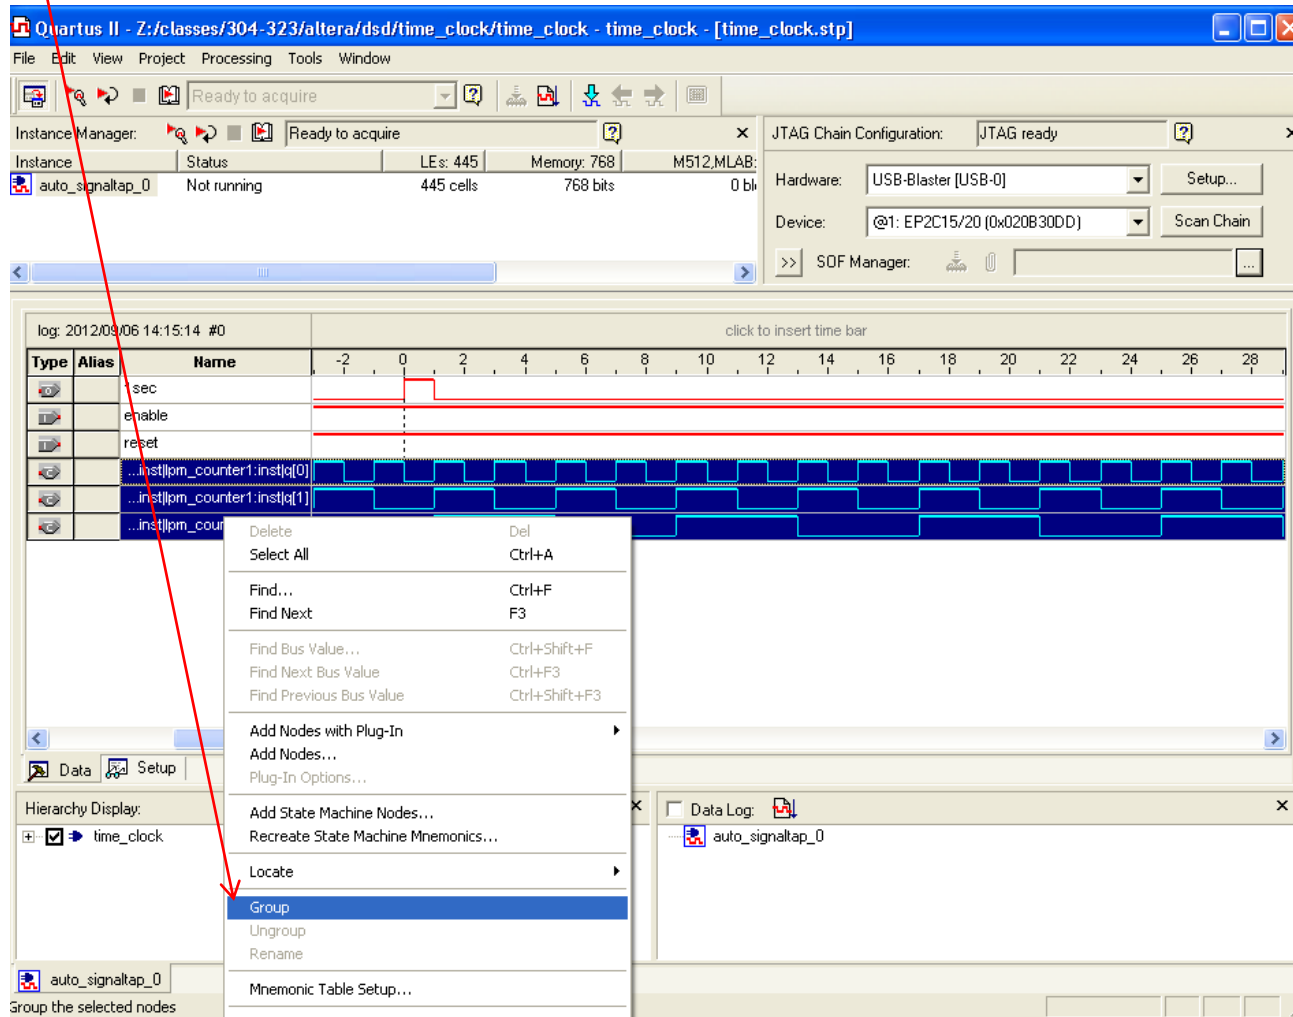 Quartus II - Z:/classes/304-323/altera/dsd/time_clock/time_clock - time_clock - [time_clock.stp]
File Edit View Project Processing Tools Window
Ready to acquire
Instance Manager: Ready to acquire
JTAG Chain Configuration: JTAG ready
Instance Status LEs: 445 Memory: 768 M512,MLAB:
auto_signaltap_0 Not running 445 cells 768 bits 0 blo
Hardware: USB-Blaster [USB-0] Setup...
Device: @1: EP2C15/20 (0x020B30DD) Scan Chain
>> SOF Manager: ...
log: 2012/09/06 14:15:14 #0 click to insert time bar
Type Alias Name -2 0 2 4 6 8 10 12 14 16 18 20 22 24 26 28
1sec
enable
reset
...inst|lpm_counter1:inst|q[0]
...inst|lpm_counter1:inst|q[1]
...inst|lpm_cour
Delete Del
Select All Ctrl+A
Find... Ctrl+F
Find Next F3
Find Bus Value... Ctrl+Shift+F
Find Next Bus Value Ctrl+F3
Find Previous Bus Value Ctrl+Shift+F3
Add Nodes with Plug-In
Add Nodes...
Plug-In Options...
Add State Machine Nodes...
Recreate State Machine Mnemonics...
Locate
Group
Ungroup
Rename
Mnemonic Table Setup...
Data Setup
Hierarchy Display:
time_clock
Data Log:
auto_signaltap_0
auto_signaltap_0
Group the selected nodes